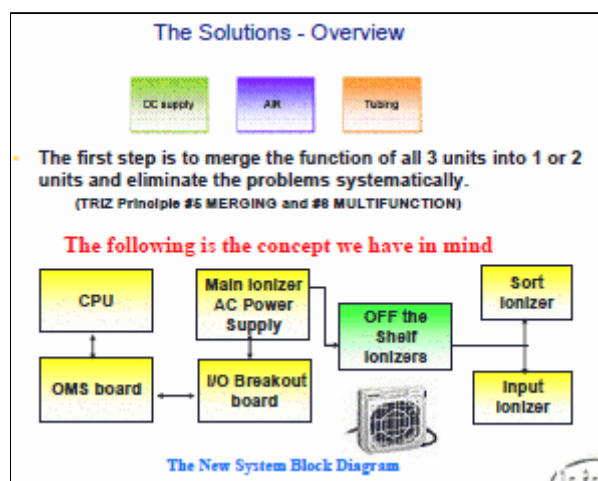 The Solutions - Overview
DC supply
AIR
Tubing
- The first step is to merge the function of all 3 units into 1 or 2
units and eliminate the problems systematically.
(TRIZ Principle #5 MERGING and #6 MULTIFUNCTION)
The following is the concept we have in mind
CPU
Main Ionizer
AC Power
Supply
OFF the
Shelf
Ionizers
Sort
Ionizer
OMS board
I/O Breakout
board
Input
Ionizer
The New System Block Diagram